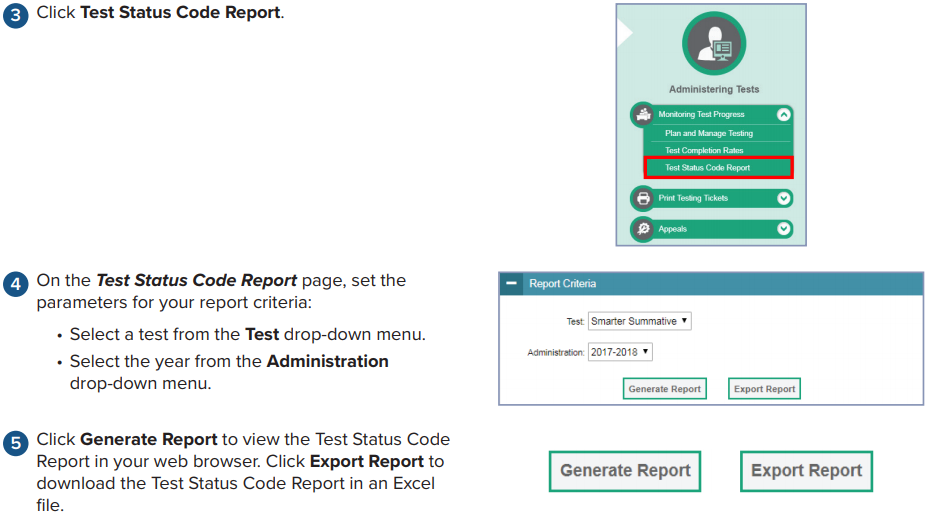 3 Click Test Status Code Report.
Administering Tests
Monitoring Test Progress
Plan and Manage Testing
Test Completion Rates
Test Status Code Report
Print Testing Tickets
Appeals
4 On the Test Status Code Report page, set the
parameters for your report criteria:
• Select a test from the Test drop-down menu.
• Select the year from the Administration
drop-down menu.
Report Criteria
Test: Smarter Summative
Administration: 2017-2018
Generate Report Export Report
5 Click Generate Report to view the Test Status Code
Report in your web browser. Click Export Report to
download the Test Status Code Report in an Excel
file.
Generate Report Export Report